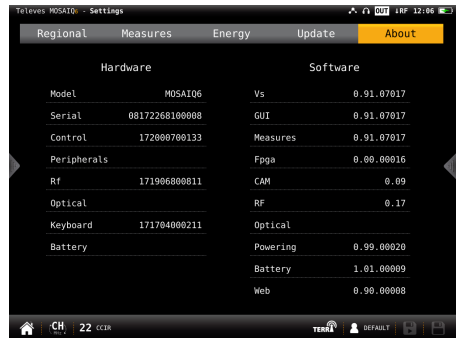 Televes MOSAIQ6 - Settings OUT ↓RF 12:06
Regional Measures Energy Update About
Hardware Software
Model MOSAIQ6 Vs 0.91.07017
Serial 08172268100008 GUI 0.91.07017
Control 172000700133 Measures 0.91.07017
Peripherals Fpga 0.00.00016
Rf 171906800811 CAM 0.09
Optical RF 0.17
Keyboard 171704000211 Optical
Battery Powering 0.99.00020
Battery 1.01.00009
Web 0.90.00008
CH 22 CCIR TERR DEFAULT